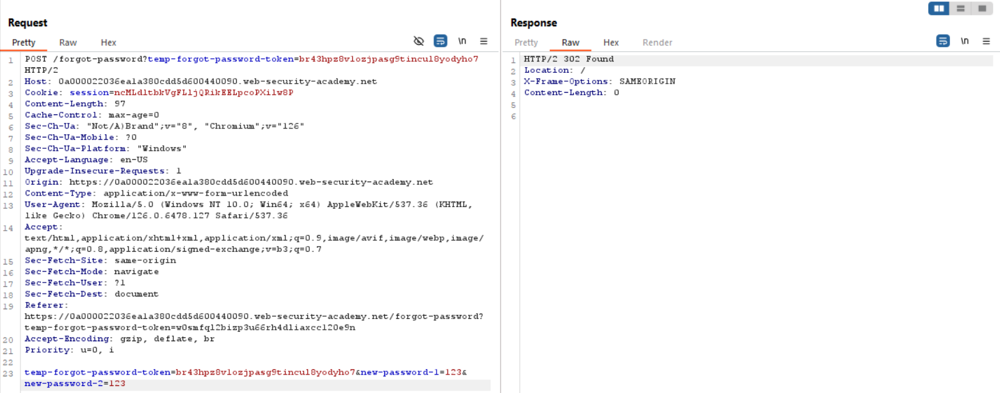 Request
Pretty Raw Hex \n
1 POST /forgot-password?temp-forgot-password-token=br43hpz8vlozjpasg9tincul8yodyho7
HTTP/2
2 Host: 0a000022036ea1a380cdd5d600440090.web-security-academy.net
3 Cookie: session=ncMLdltbkVgFLljQRikEELpcoPXilw8P
4 Content-Length: 97
5 Cache-Control: max-age=0
6 Sec-Ch-Ua: "Not/A)Brand";v="8", "Chromium";v="126"
7 Sec-Ch-Ua-Mobile: ?0
8 Sec-Ch-Ua-Platform: "Windows"
9 Accept-Language: en-US
10 Upgrade-Insecure-Requests: 1
11 Origin: https://0a000022036ea1a380cdd5d600440090.web-security-academy.net
12 Content-Type: application/x-www-form-urlencoded
13 User-Agent: Mozilla/5.0 (Windows NT 10.0; Win64; x64) AppleWebKit/537.36 (KHTML,
like Gecko) Chrome/126.0.6478.127 Safari/537.36
14 Accept:
text/html,application/xhtml+xml,application/xml;q=0.9,image/avif,image/webp,image/
apng,*/*;q=0.8,application/signed-exchange;v=b3;q=0.7
15 Sec-Fetch-Site: same-origin
16 Sec-Fetch-Mode: navigate
17 Sec-Fetch-User: ?1
18 Sec-Fetch-Dest: document
19 Referer:
https://0a000022036ea1a380cdd5d600440090.web-security-academy.net/forgot-password?
temp-forgot-password-token=w0smfql2bizp3u66rh4dliaxccl20e9n
20 Accept-Encoding: gzip, deflate, br
21 Priority: u=0, i
22
23 temp-forgot-password-token=br43hpz8vlozjpasg9tincul8yodyho7&new-password-1=123&
new-password-2=123
Response
Pretty Raw Hex Render \n
1 HTTP/2 302 Found
2 Location: /
3 X-Frame-Options: SAMEORIGIN
4 Content-Length: 0
5
6